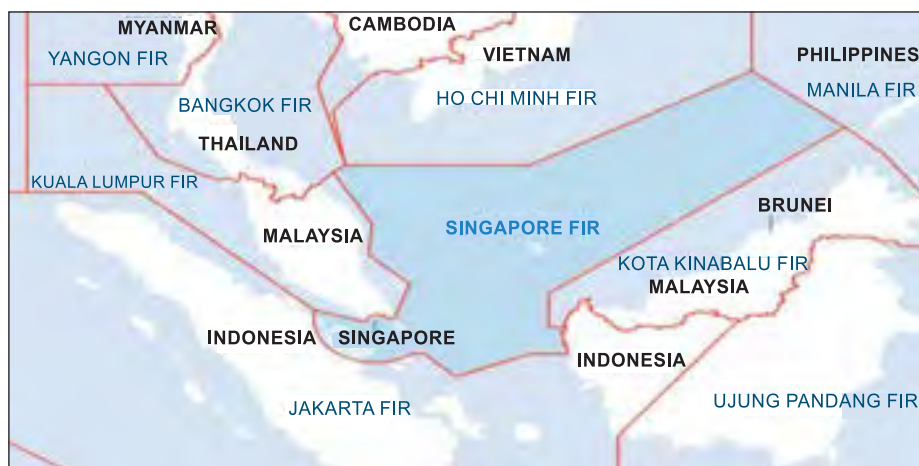 MYANMAR
YANGON FIR
CAMBODIA
VIETNAM
PHILIPPINES
MANILA FIR
BANGKOK FIR
HO CHI MINH FIR
THAILAND
KUALA LUMPUR FIR
MALAYSIA
SINGAPORE FIR
BRUNEI
KOTA KINABALU FIR
MALAYSIA
INDONESIA
SINGAPORE
INDONESIA
JAKARTA FIR
UJUNG PANDANG FIR